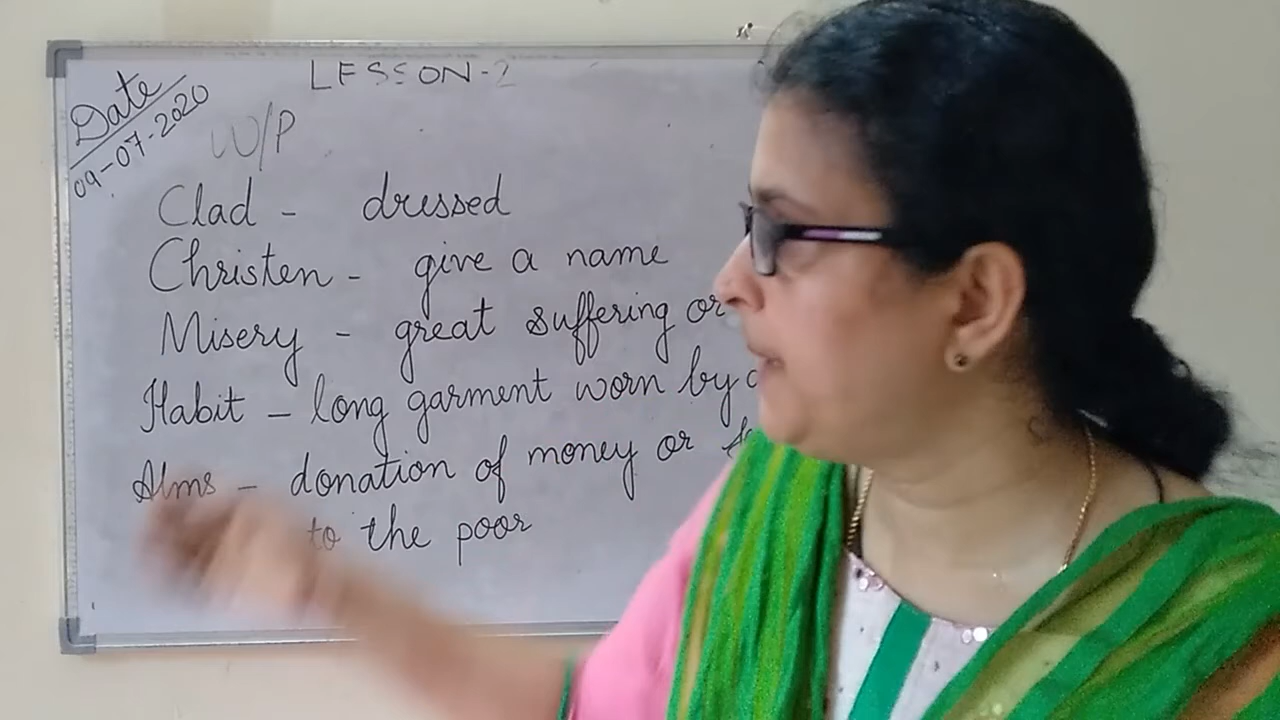 LESSON-2
Date
09-07-2020
W/P
Clad - dressed
Christen - give a name
Misery - great suffering or
Habit - long garment worn by
Alms - donation of money or
to the poor